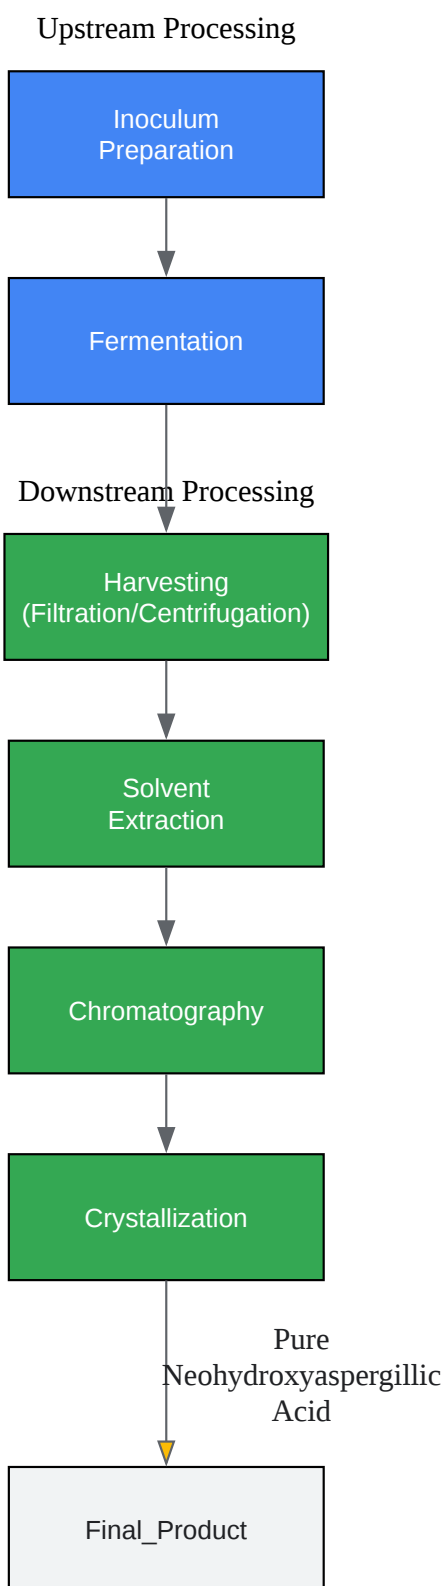 Upstream Processing
Inoculum
Preparation
Fermentation
Downstream Processing
Harvesting
(Filtration/Centrifugation)
Solvent
Extraction
Chromatography
Crystallization
Pure
Neohydroxyaspergillic
Acid
Final_Product